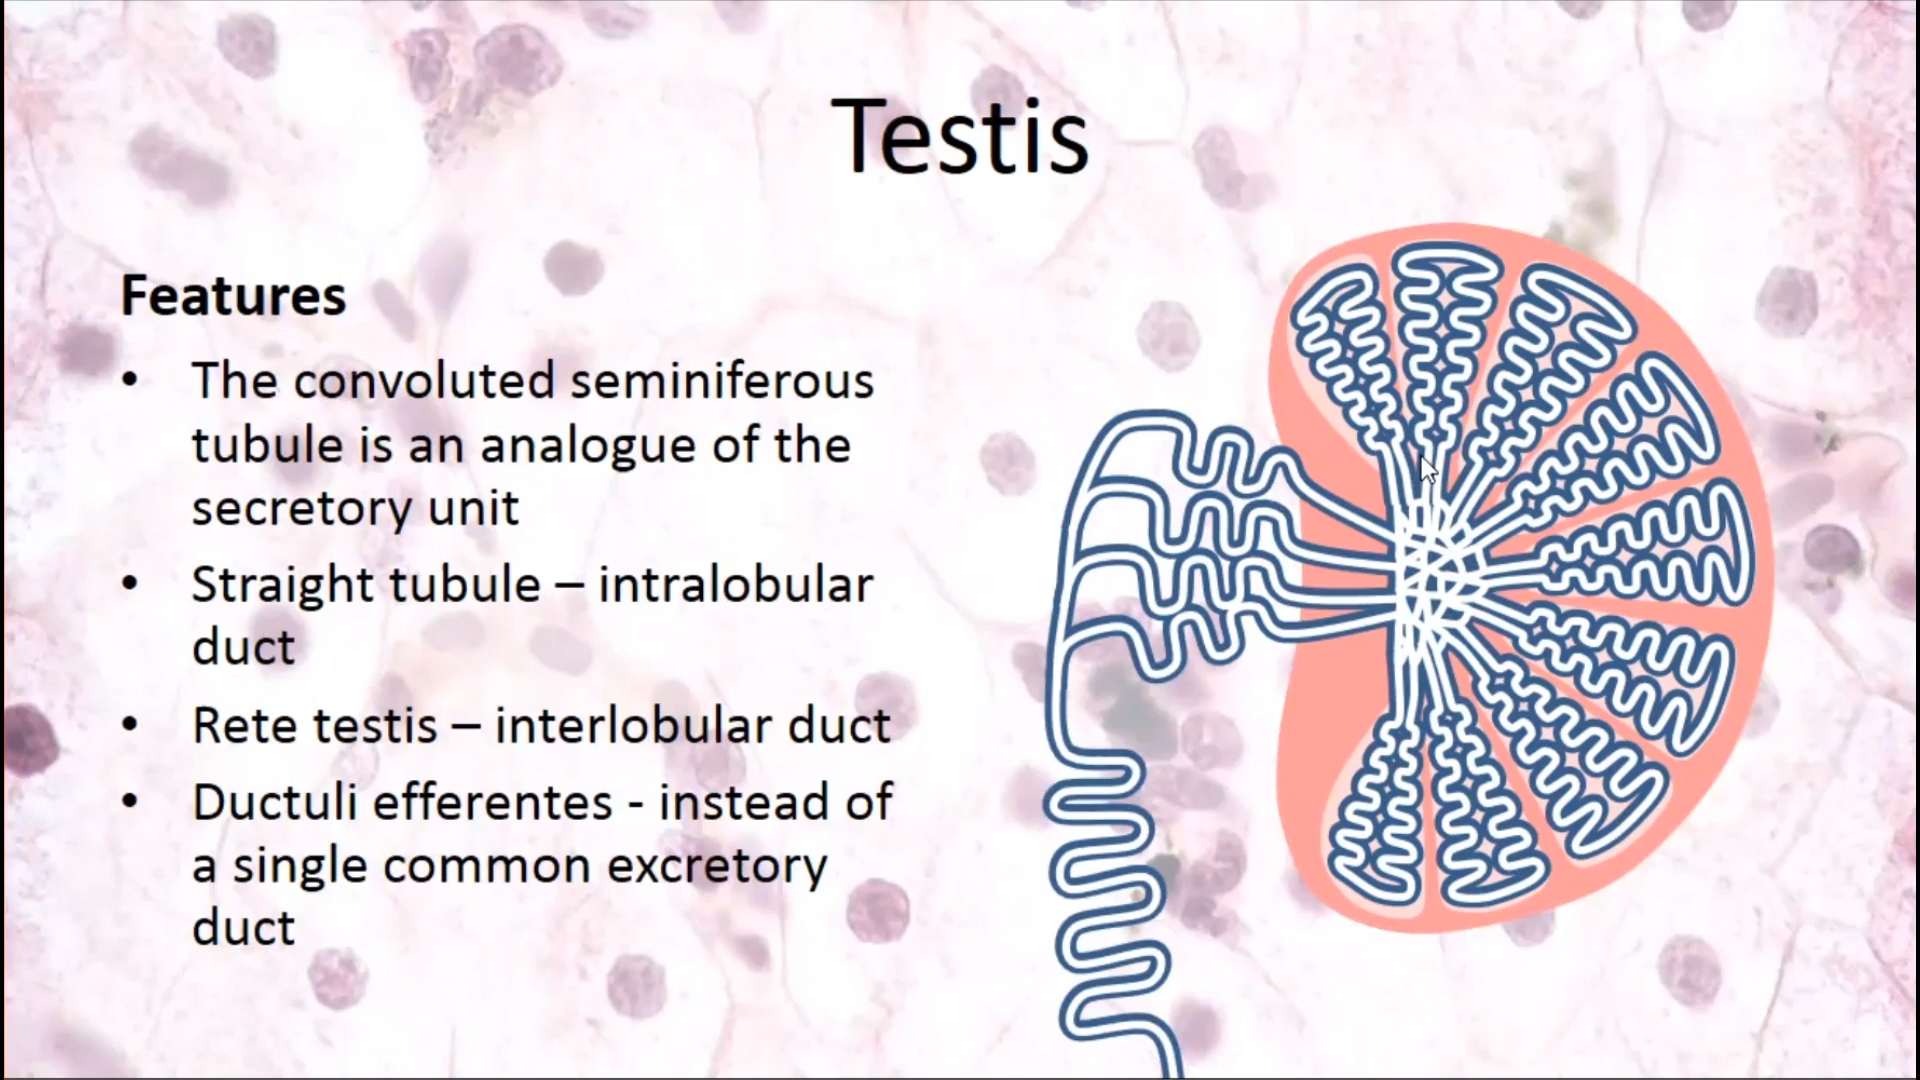 Testis
Features
• The convoluted seminiferous
tubule is an analogue of the
secretory unit
• Straight tubule – intralobular
duct
• Rete testis – interlobular duct
• Ductuli efferentes - instead of
a single common excretory
duct